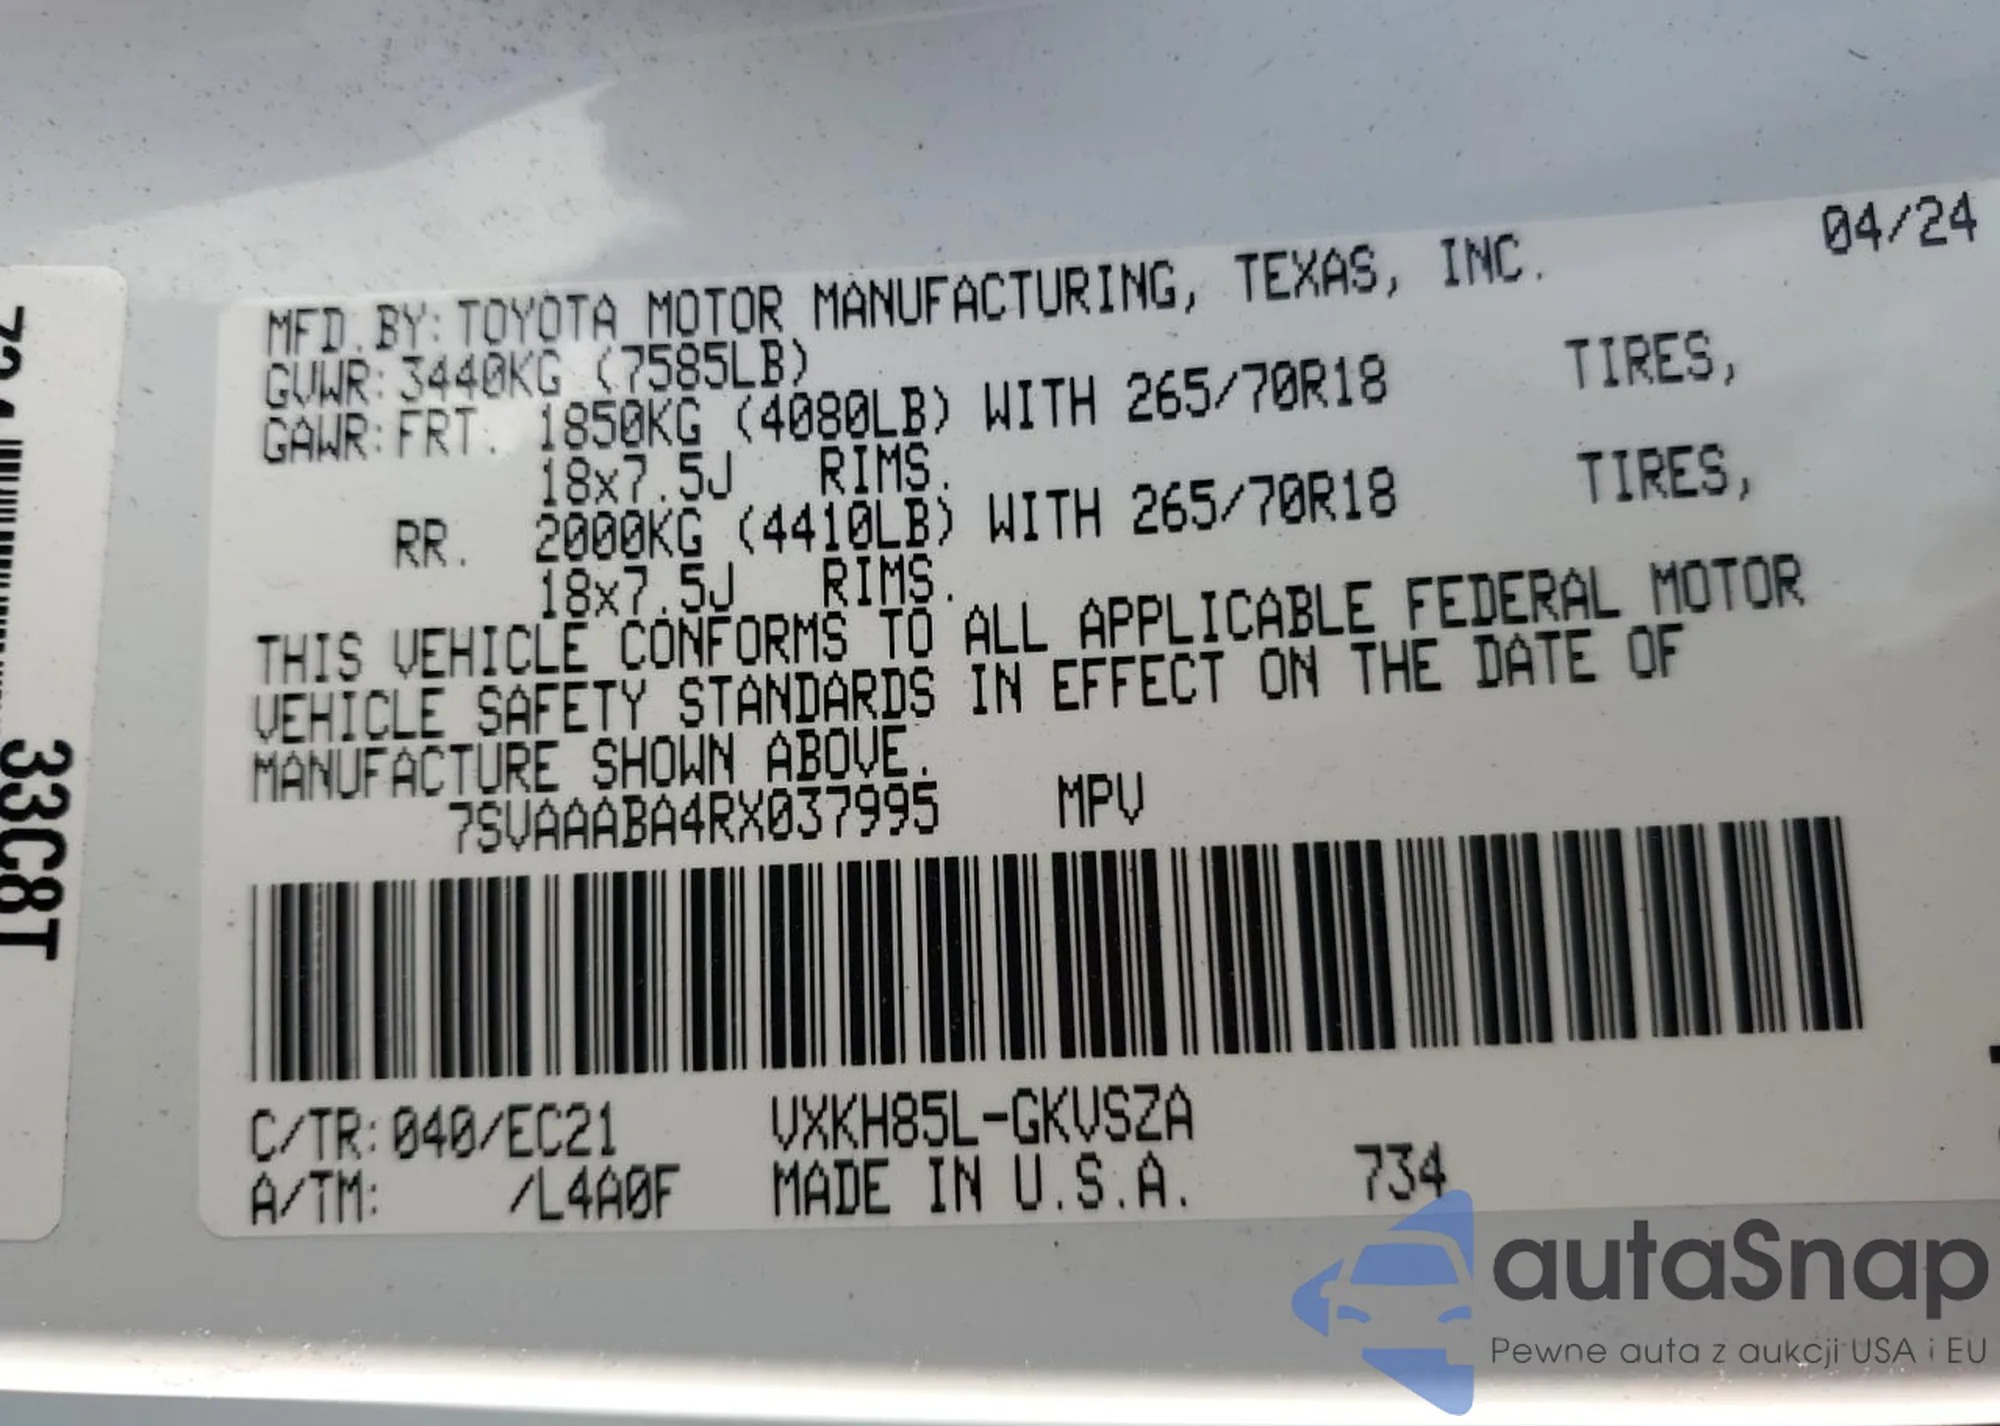 MFD.BY:TOYOTA MOTOR MANUFACTURING, TEXAS, INC. 04/24
GVWR:3440KG (7585LB)
GAWR:FRT. 1850KG (4080LB) WITH 265/70R18 TIRES,
18x7.5J RIMS.
RR. 2000KG (4410LB) WITH 265/70R18 TIRES,
18x7.5J RIMS.
THIS VEHICLE CONFORMS TO ALL APPLICABLE FEDERAL MOTOR
VEHICLE SAFETY STANDARDS IN EFFECT ON THE DATE OF
MANUFACTURE SHOWN ABOVE.
7SVAAABA4RX037995 MPV
C/TR:040/EC21 VXKH85L-GKVSZA
A/TM: /L4A0F MADE IN U.S.A. 734
33C8T
autaSnap
Pewne auta z aukcji USA i EU